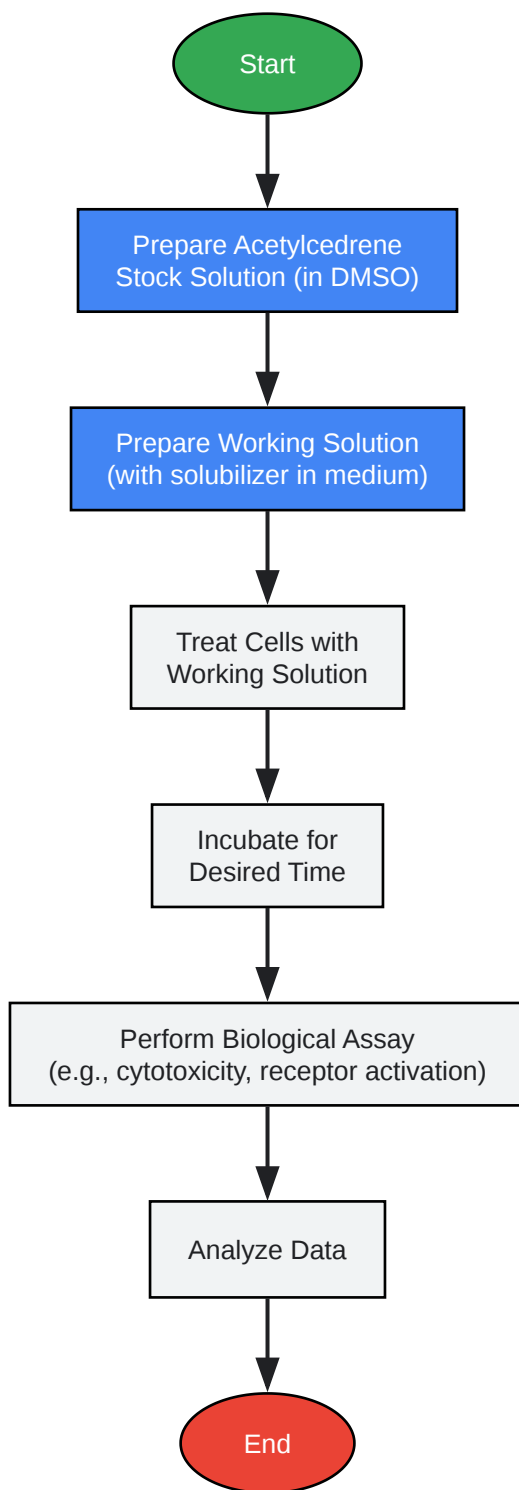 Start
Prepare Acetylcedrene
Stock Solution (in DMSO)
Prepare Working Solution
(with solubilizer in medium)
Treat Cells with
Working Solution
Incubate for
Desired Time
Perform Biological Assay
(e.g., cytotoxicity, receptor activation)
Analyze Data
End